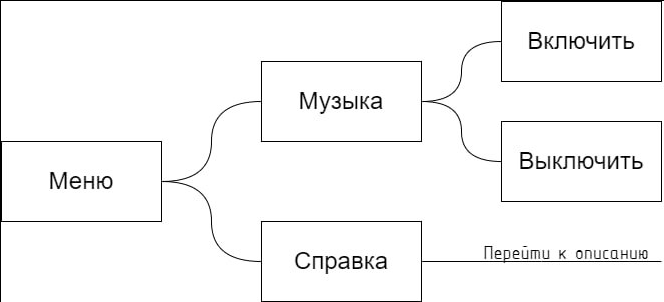 Включить
Музыка
Выключить
Меню
Справка
Перейти к описанию